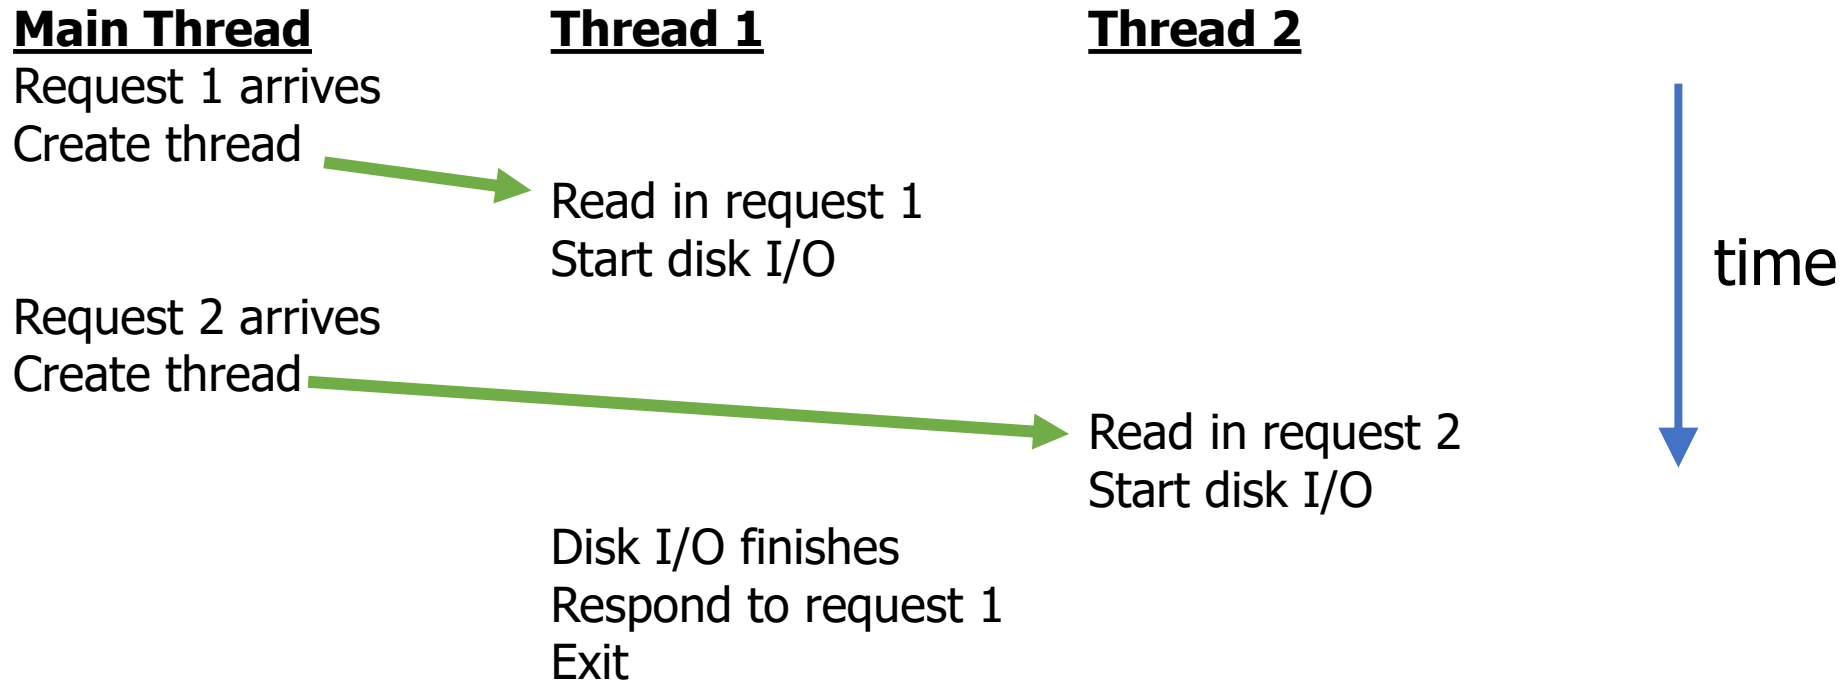 Main Thread Thread 1 Thread 2
Request 1 arrives
Create thread
Read in request 1
Start disk I/O
time
Request 2 arrives
Create thread
Read in request 2
Start disk I/O
Disk I/O finishes
Respond to request 1
Exit